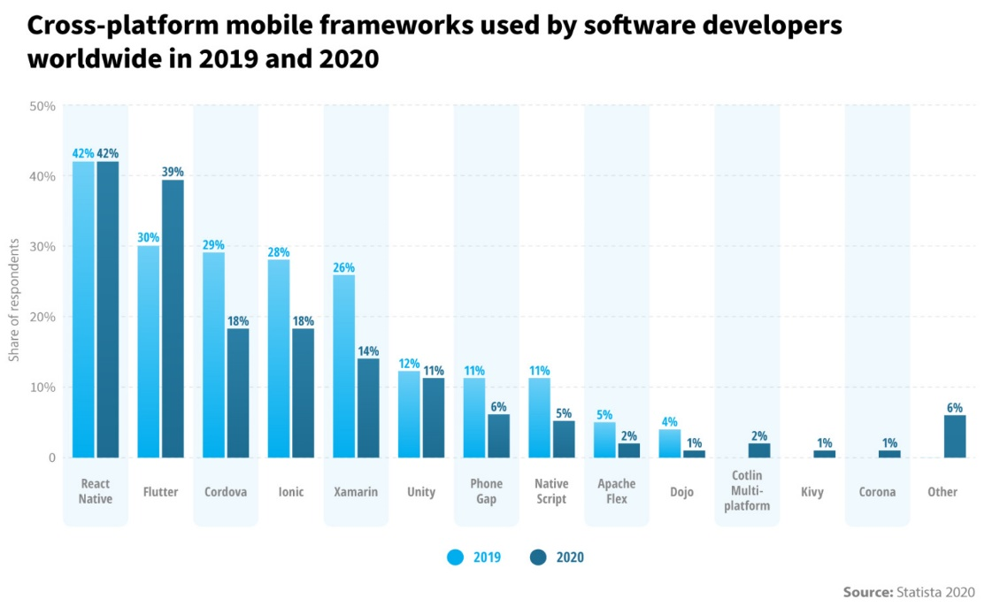 Cross-platform mobile frameworks used by software developers
worldwide in 2019 and 2020
Share of respondents
50%
40%
30%
20%
10%
0
42% 42%
30% 39%
29% 18%
28% 18%
26% 14%
12% 11%
11% 6%
11% 5%
5% 2%
4% 1%
2%
1%
1%
6%
React
Native
Flutter
Cordova
Ionic
Xamarin
Unity
Phone
Gap
Native
Script
Apache
Flex
Dojo
Cotlin
Multi-
platform
Kivy
Corona
Other
2019 2020
Source: Statista 2020